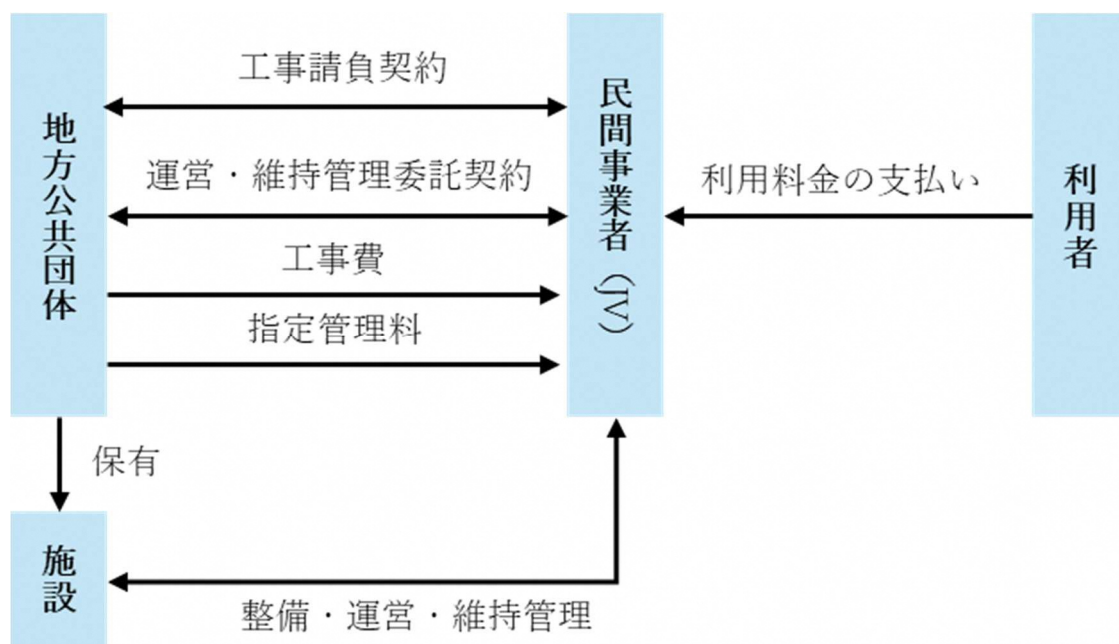 地方公共団体
工事請負契約
運営・維持管理委託契約
工事費
指定管理料
民間事業者（JV）
利用料金の支払い
利用者
保有
施設
整備・運営・維持管理